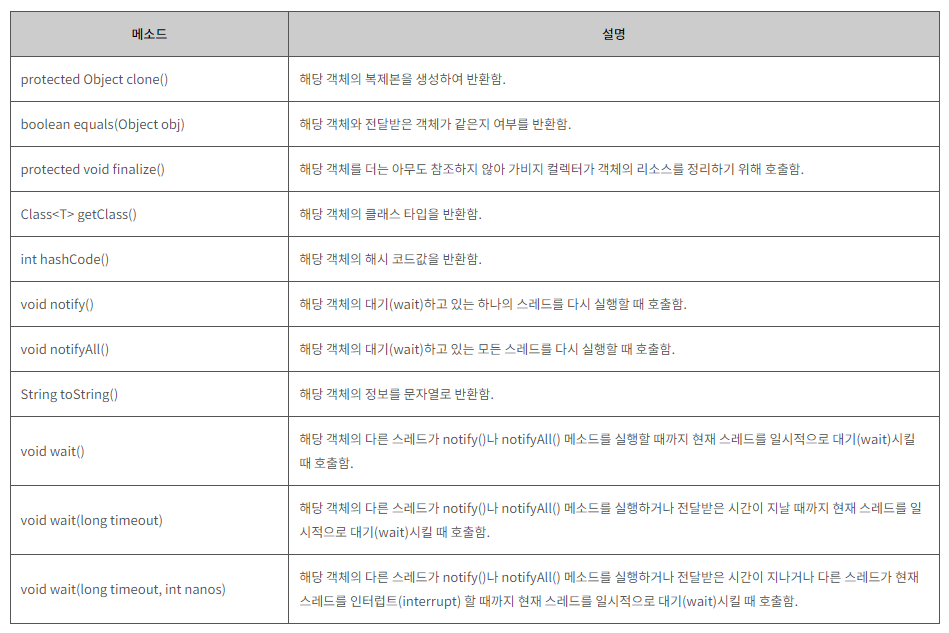 메소드 설명
protected Object clone() 해당 객체의 복제본을 생성하여 반환함.
boolean equals(Object obj) 해당 객체와 전달받은 객체가 같은지 여부를 반환함.
protected void finalize() 해당 객체를 더는 아무도 참조하지 않아 가비지 컬렉터가 객체의 리소스를 정리하기 위해 호출함.
Class<T> getClass() 해당 객체의 클래스 타입을 반환함.
int hashCode() 해당 객체의 해시 코드값을 반환함.
void notify() 해당 객체의 대기(wait)하고 있는 하나의 스레드를 다시 실행할 때 호출함.
void notifyAll() 해당 객체의 대기(wait)하고 있는 모든 스레드를 다시 실행할 때 호출함.
String toString() 해당 객체의 정보를 문자열로 반환함.
void wait() 해당 객체의 다른 스레드가 notify()나 notifyAll() 메소드를 실행할 때까지 현재 스레드를 일시적으로 대기(wait)시킬
때 호출함.
void wait(long timeout) 해당 객체의 다른 스레드가 notify()나 notifyAll() 메소드를 실행하거나 전달받은 시간이 지날 때까지 현재 스레드를 일
시적으로 대기(wait)시킬 때 호출함.
void wait(long timeout, int nanos) 해당 객체의 다른 스레드가 notify()나 notifyAll() 메소드를 실행하거나 전달받은 시간이 지나거나 다른 스레드가 현재
스레드를 인터럽트(interrupt) 할 때까지 현재 스레드를 일시적으로 대기(wait)시킬 때 호출함.